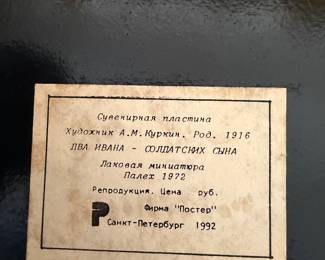 Сувенирная пластина
Художник А.М.Куркин. Род. 1916
ДВА ИВАНА - СОЛДАТСКИХ СЫНА
Лаковая миниатюра
Палех 1972
Репродукция. Цена руб.
Фирма "Постер"
Санкт-Петербург 1992